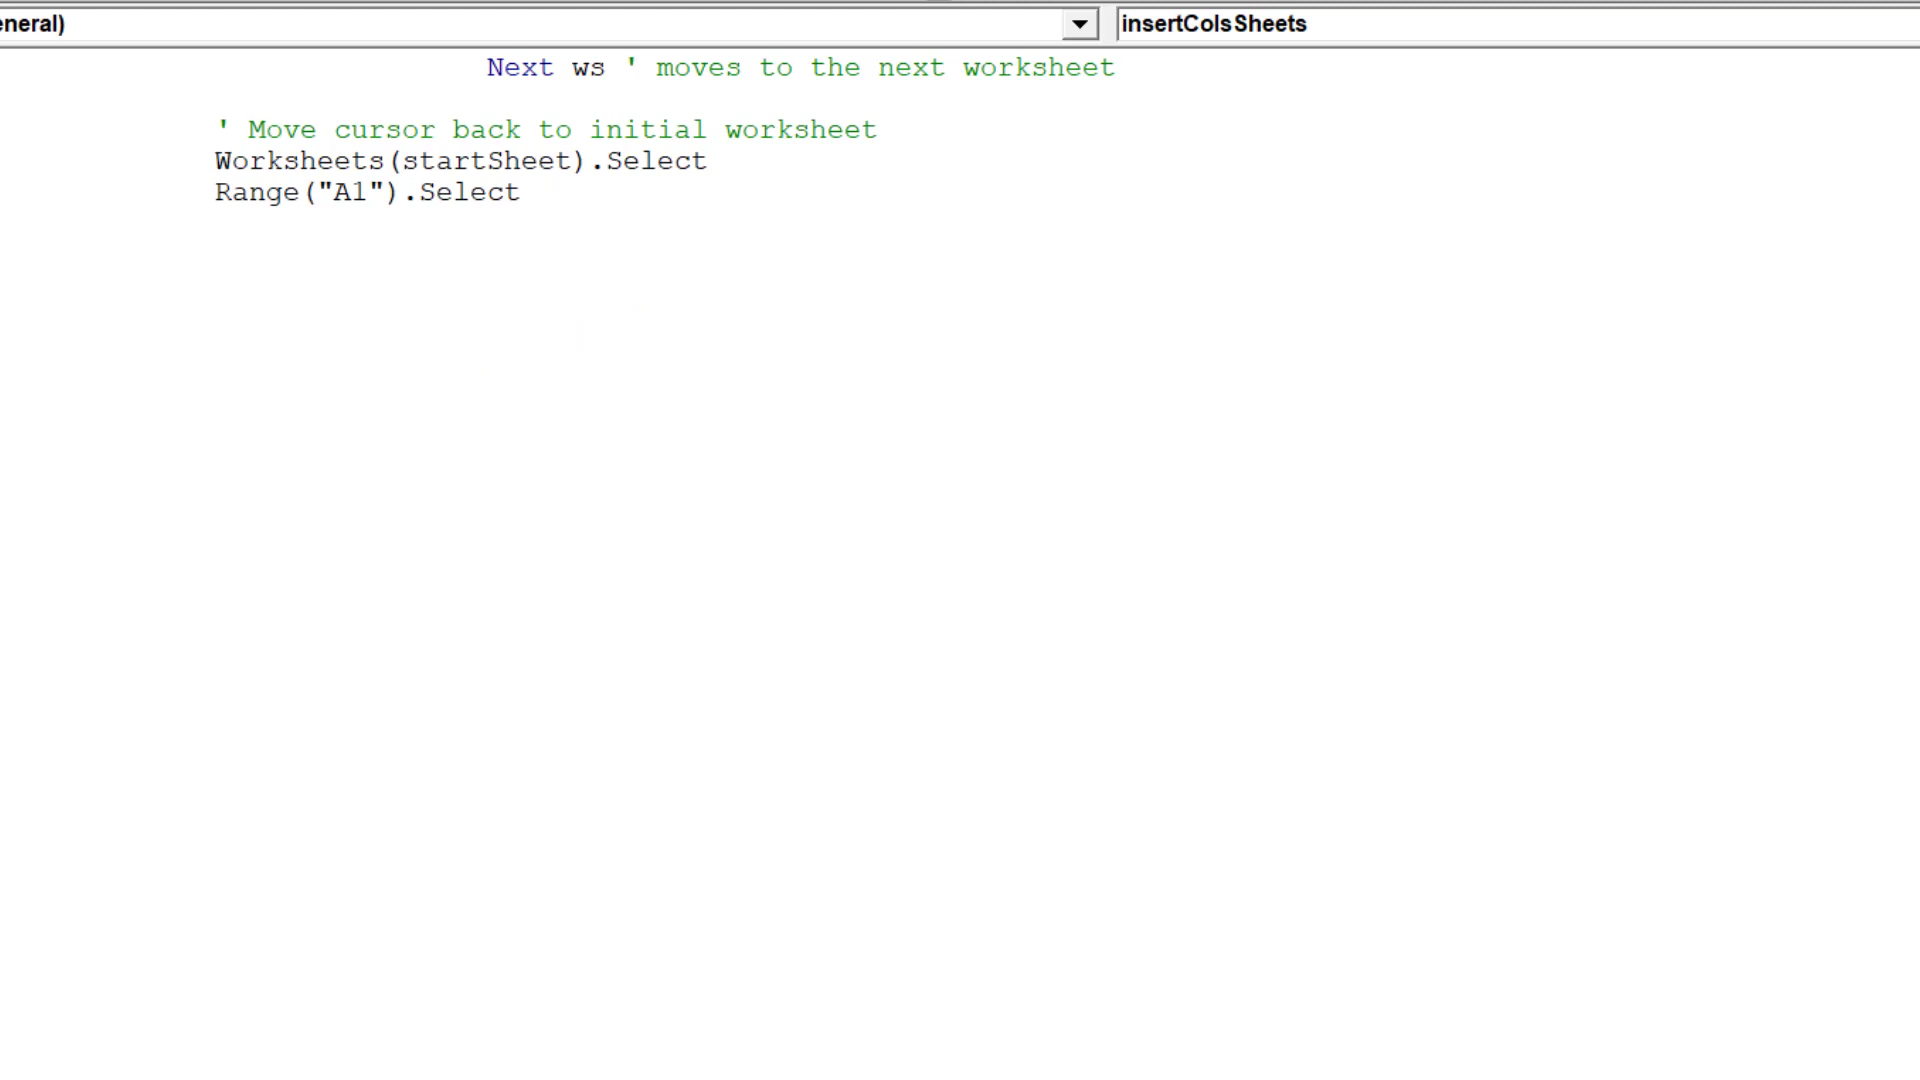 eneral)
insertColsSheets
Next ws ' moves to the next worksheet
' Move cursor back to initial worksheet
Worksheets(startSheet).Select
Range("A1").Select